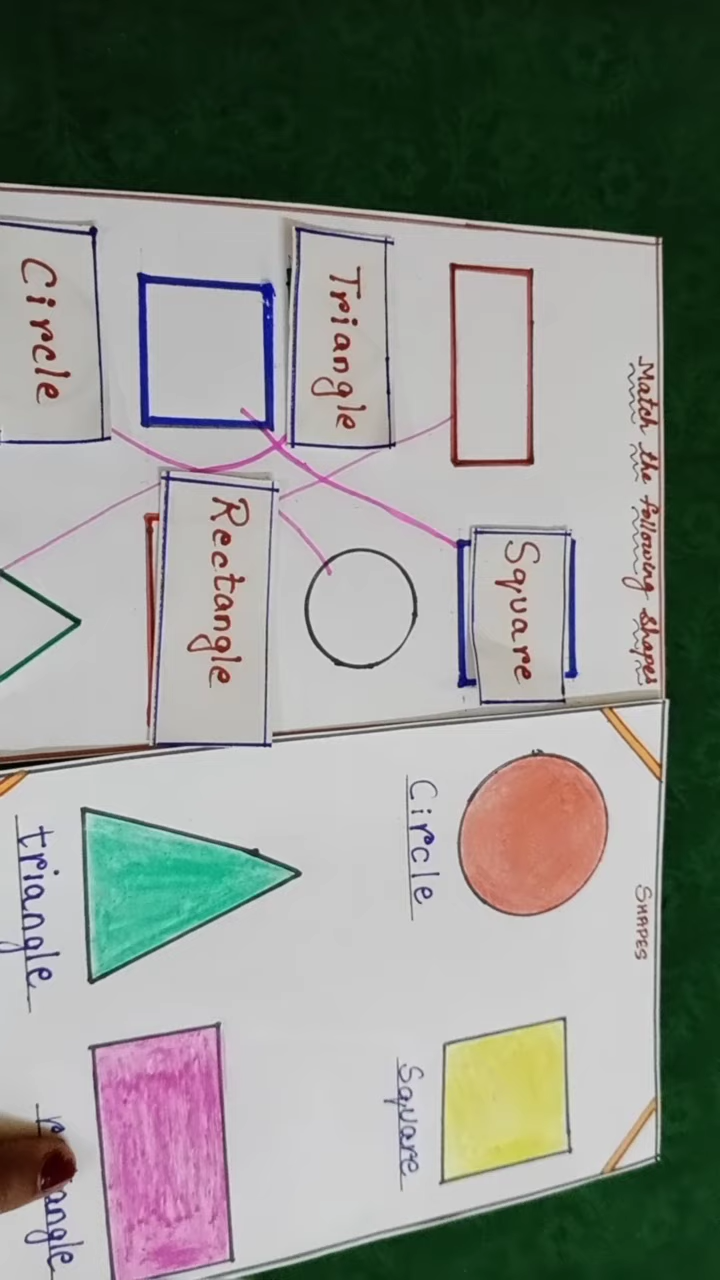 Match the following shapes
Square
Triangle
Rectangle
Circle
SHAPES
Circle
Square
triangle